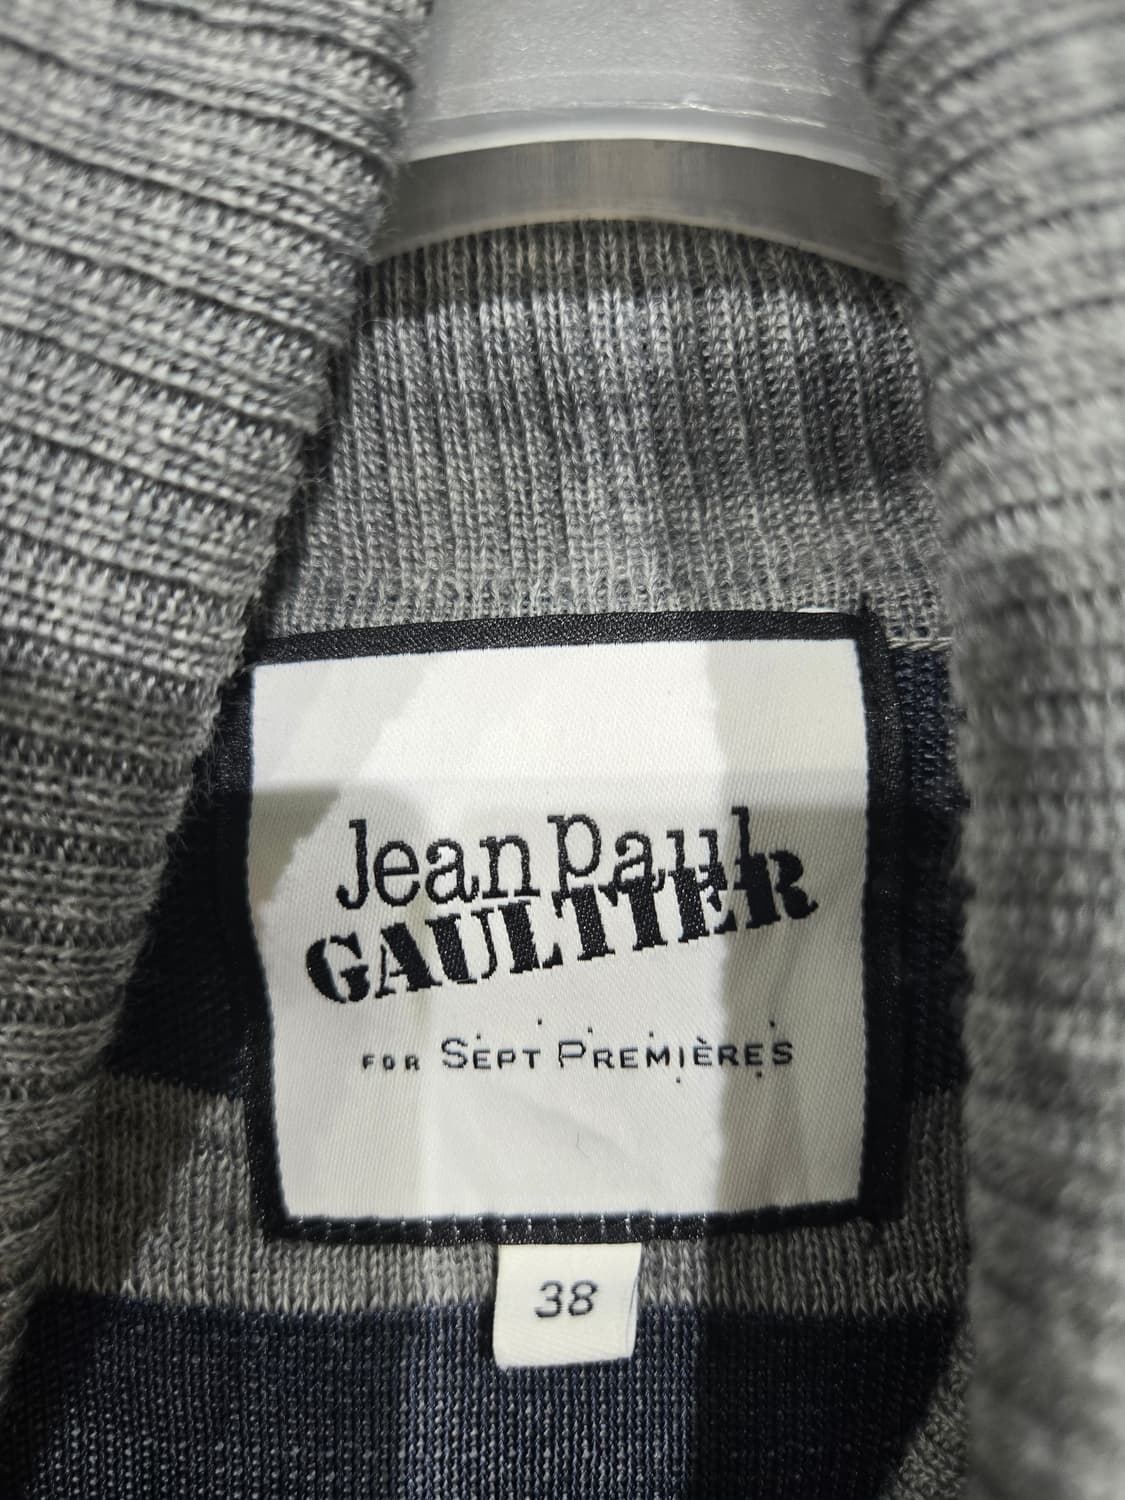 Jean Paul
GAULTIER
FOR SEPT PREMIÈRES
38